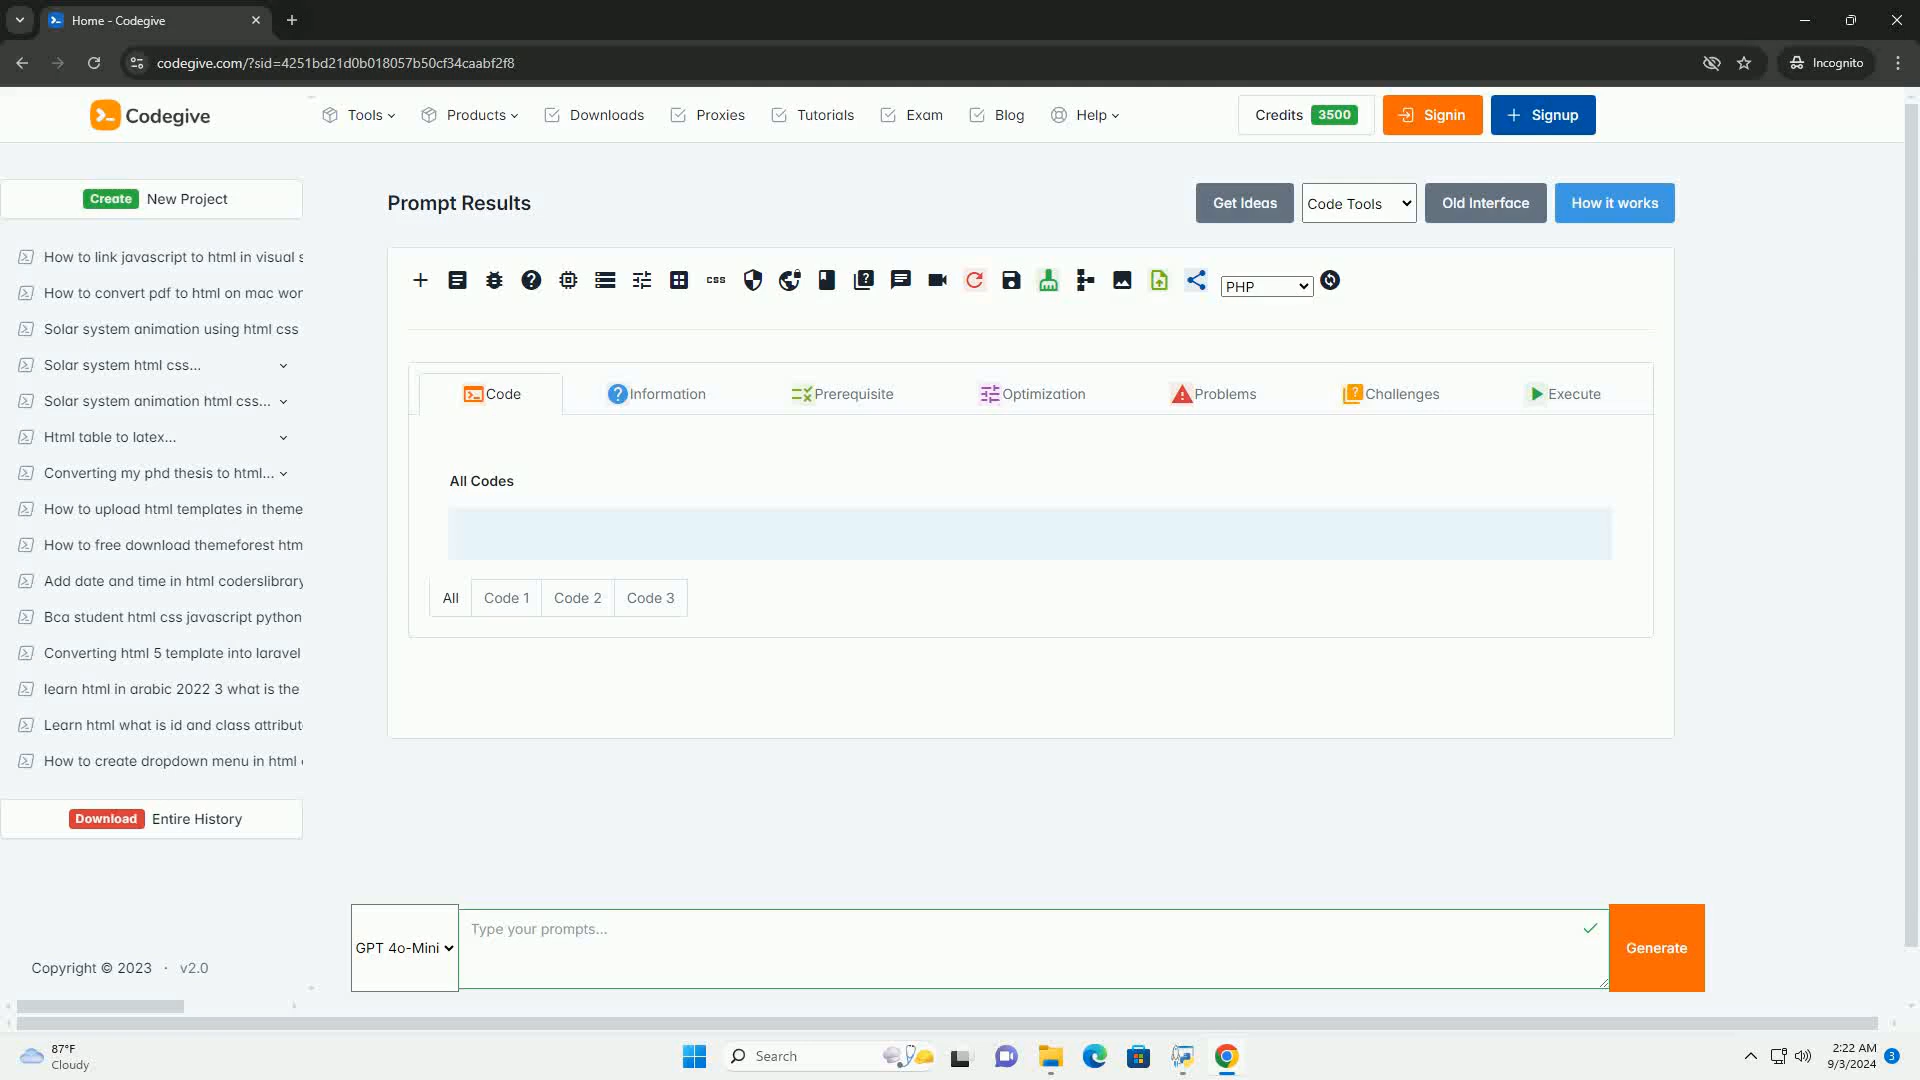 Home - Codegive
codegive.com/?sid=4251bd21d0b018057b50cf34caabf2f8
Incognito
Codegive
Tools
Products
Downloads
Proxies
Tutorials
Exam
Blog
Help
Credits 3500
Signin
Signup
Create New Project
How to link javascript to html in visual s
How to convert pdf to html on mac wor
Solar system animation using html css
Solar system html css...
Solar system animation html css...
Html table to latex...
Converting my phd thesis to html...
How to upload html templates in theme
How to free download themeforest htm
Add date and time in html coderslibrary
Bca student html css javascript python
Converting html 5 template into laravel
learn html in arabic 2022 3 what is the
Learn html what is id and class attribut
How to create dropdown menu in html
Download Entire History
Copyright © 2023 · v2.0
Prompt Results
Get Ideas
Code Tools
Old Interface
How it works
css
PHP
Code
Information
Prerequisite
Optimization
Problems
Challenges
Execute
All Codes
All
Code 1
Code 2
Code 3
GPT 4o-Mini
Type your prompts...
Generate
87°F
Cloudy
Search
2:22 AM
9/3/2024
3